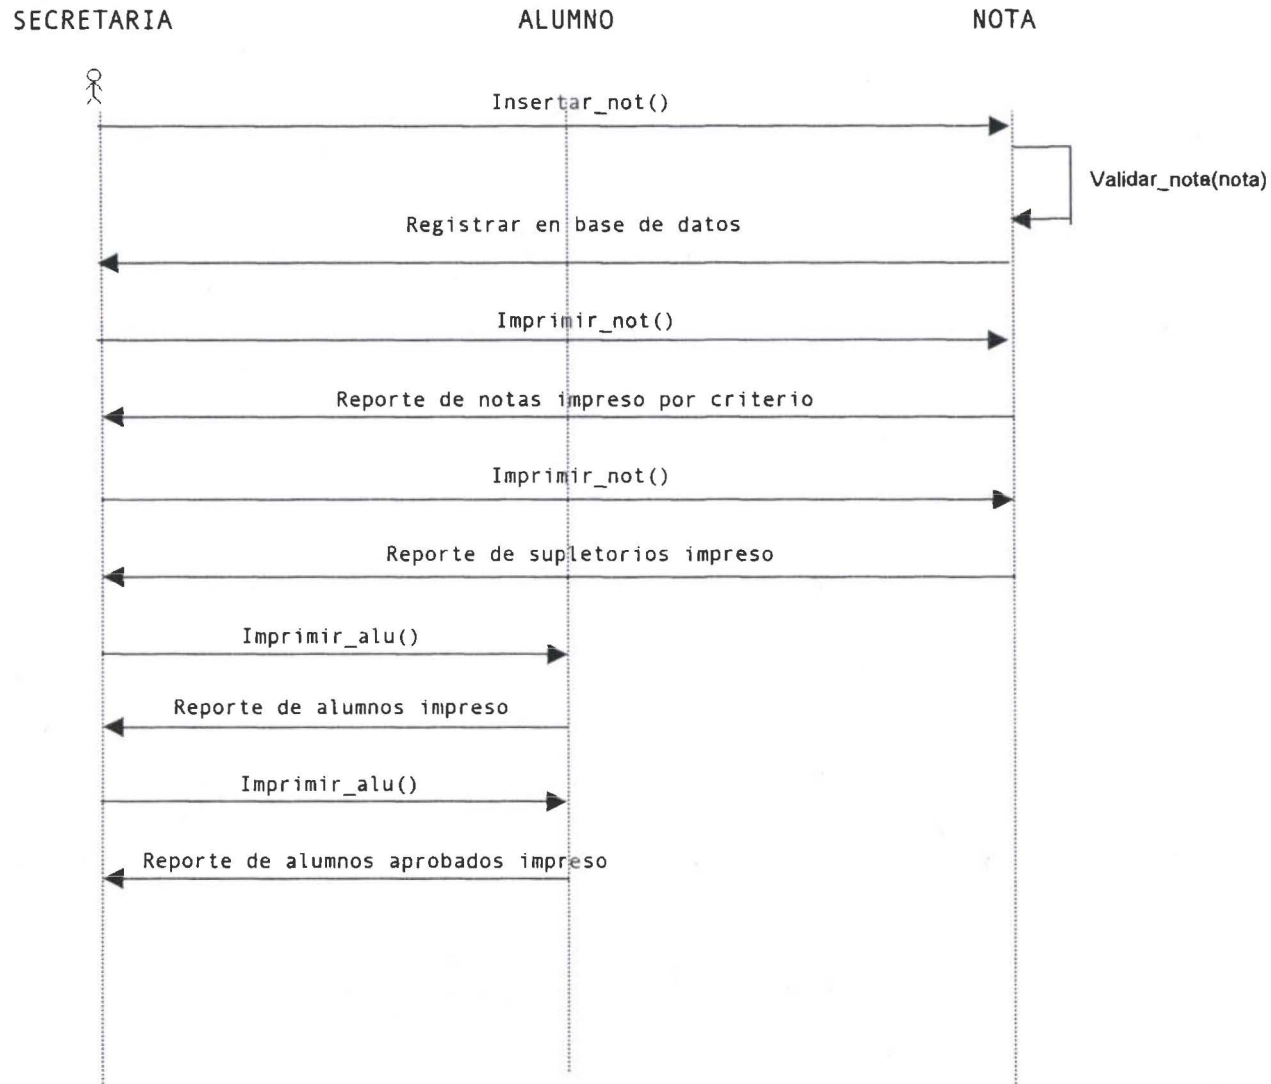 SECRETARIA ALUMNO NOTA
Insertar_not()
Validar_nota(nota)
Registrar en base de datos
Imprimir_not()
Reporte de notas impreso por criterio
Imprimir_not()
Reporte de supletorios impreso
Imprimir_alu()
Reporte de alumnos impreso
Imprimir_alu()
Reporte de alumnos aprobados impreso